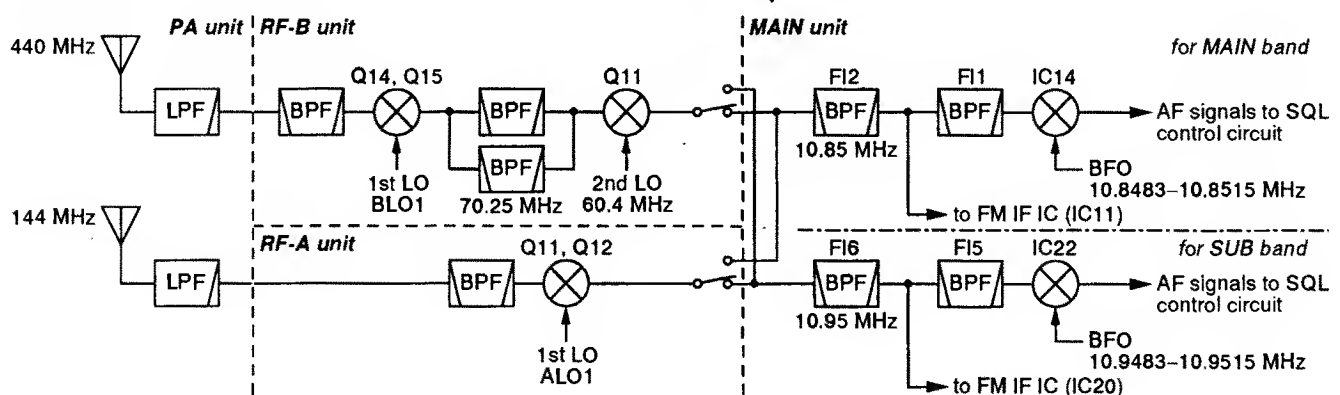 PA unit
RF-B unit
MAIN unit
440 MHz
for MAIN band
Q14, Q15
Q11
FI2
FI1
IC14
LPF
BPF
BPF
BPF
BPF
AF signals to SQL
control circuit
BPF
10.85 MHz
1st LO
BLO1
70.25 MHz
2nd LO
60.4 MHz
BFO
10.8483–10.8515 MHz
to FM IF IC (IC11)
144 MHz
RF-A unit
for SUB band
Q11, Q12
FI6
FI5
IC22
LPF
BPF
BPF
BPF
AF signals to SQL
control circuit
10.95 MHz
1st LO
ALO1
BFO
10.9483–10.9515 MHz
to FM IF IC (IC20)